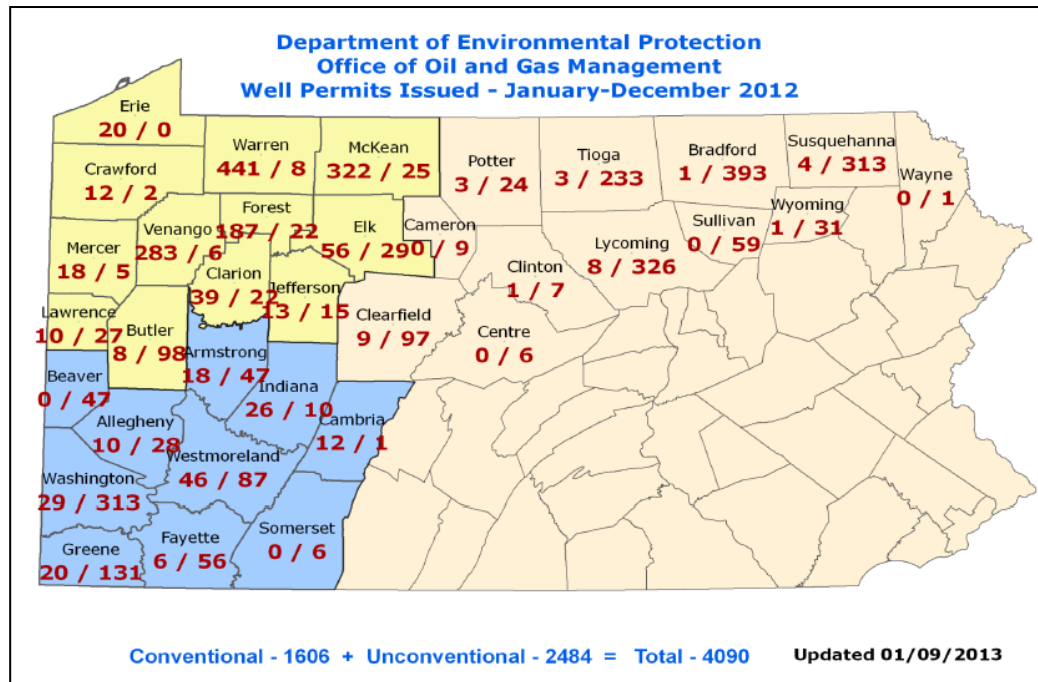 Department of Environmental Protection
Office of Oil and Gas Management
Well Permits Issued - January-December 2012
Erie
20 / 0
Crawford
12 / 2
Warren
441 / 8
McKean
322 / 25
Potter
3 / 24
Tioga
3 / 233
Bradford
1 / 393
Susquehanna
4 / 313
Wayne
0 / 1
Mercer
18 / 5
Venango
283 / 6
Forest
187 / 22
Elk
56 / 29
Cameron
0 / 9
Clinton
1 / 7
Lycoming
8 / 326
Sullivan
0 / 59
Wyoming
1 / 31
Lawrence
10 / 27
Butler
8 / 98
Clarion
39 / 22
Jefferson
13 / 15
Clearfield
9 / 97
Centre
0 / 6
Beaver
0 / 47
Armstrong
18 / 47
Indiana
26 / 10
Cambria
12 / 1
Allegheny
10 / 28
Westmoreland
46 / 87
Washington
29 / 313
Greene
20 / 131
Fayette
6 / 56
Somerset
0 / 6
Conventional - 1606 + Unconventional - 2484 = Total - 4090
Updated 01/09/2013